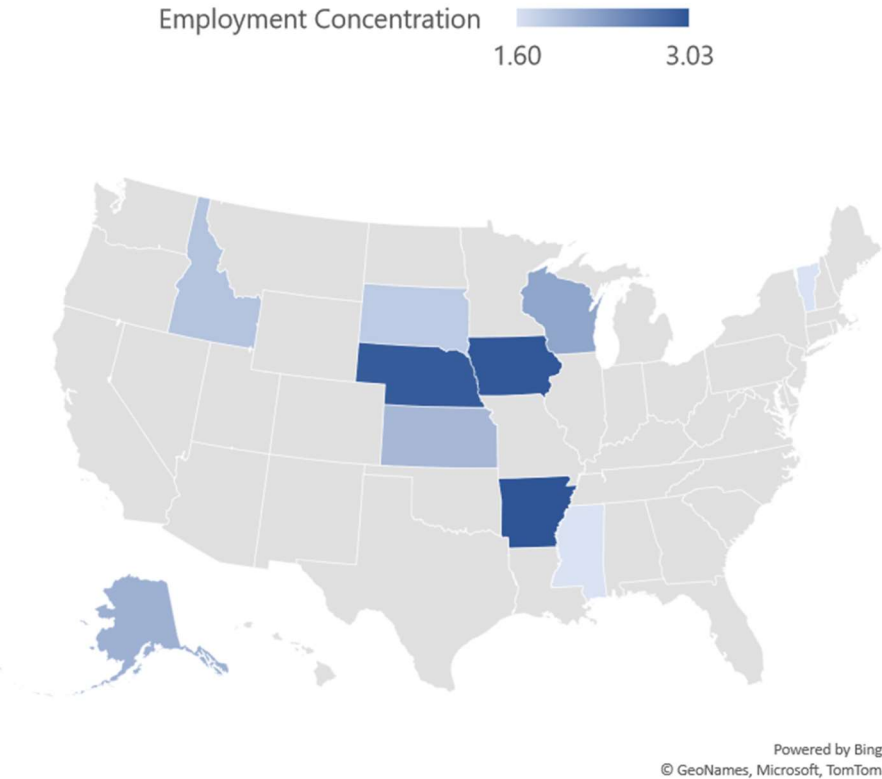 Employment Concentration
1.60 3.03
Powered by Bing
© GeoNames, Microsoft, TomTom